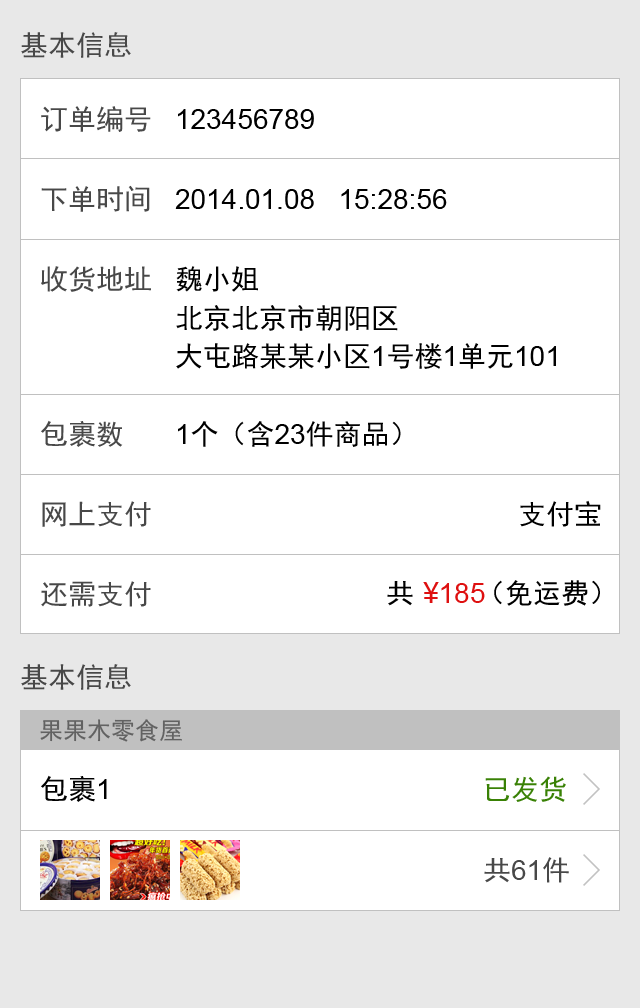 基本信息
订单编号 123456789
下单时间 2014.01.08 15:28:56
收货地址 魏小姐
北京北京市朝阳区
大屯路某某小区1号楼1单元101
包裹数 1个（含23件商品）
网上支付 支付宝
还需支付 共 ¥185（免运费）
基本信息
果果木零食屋
包裹1 已发货
共61件